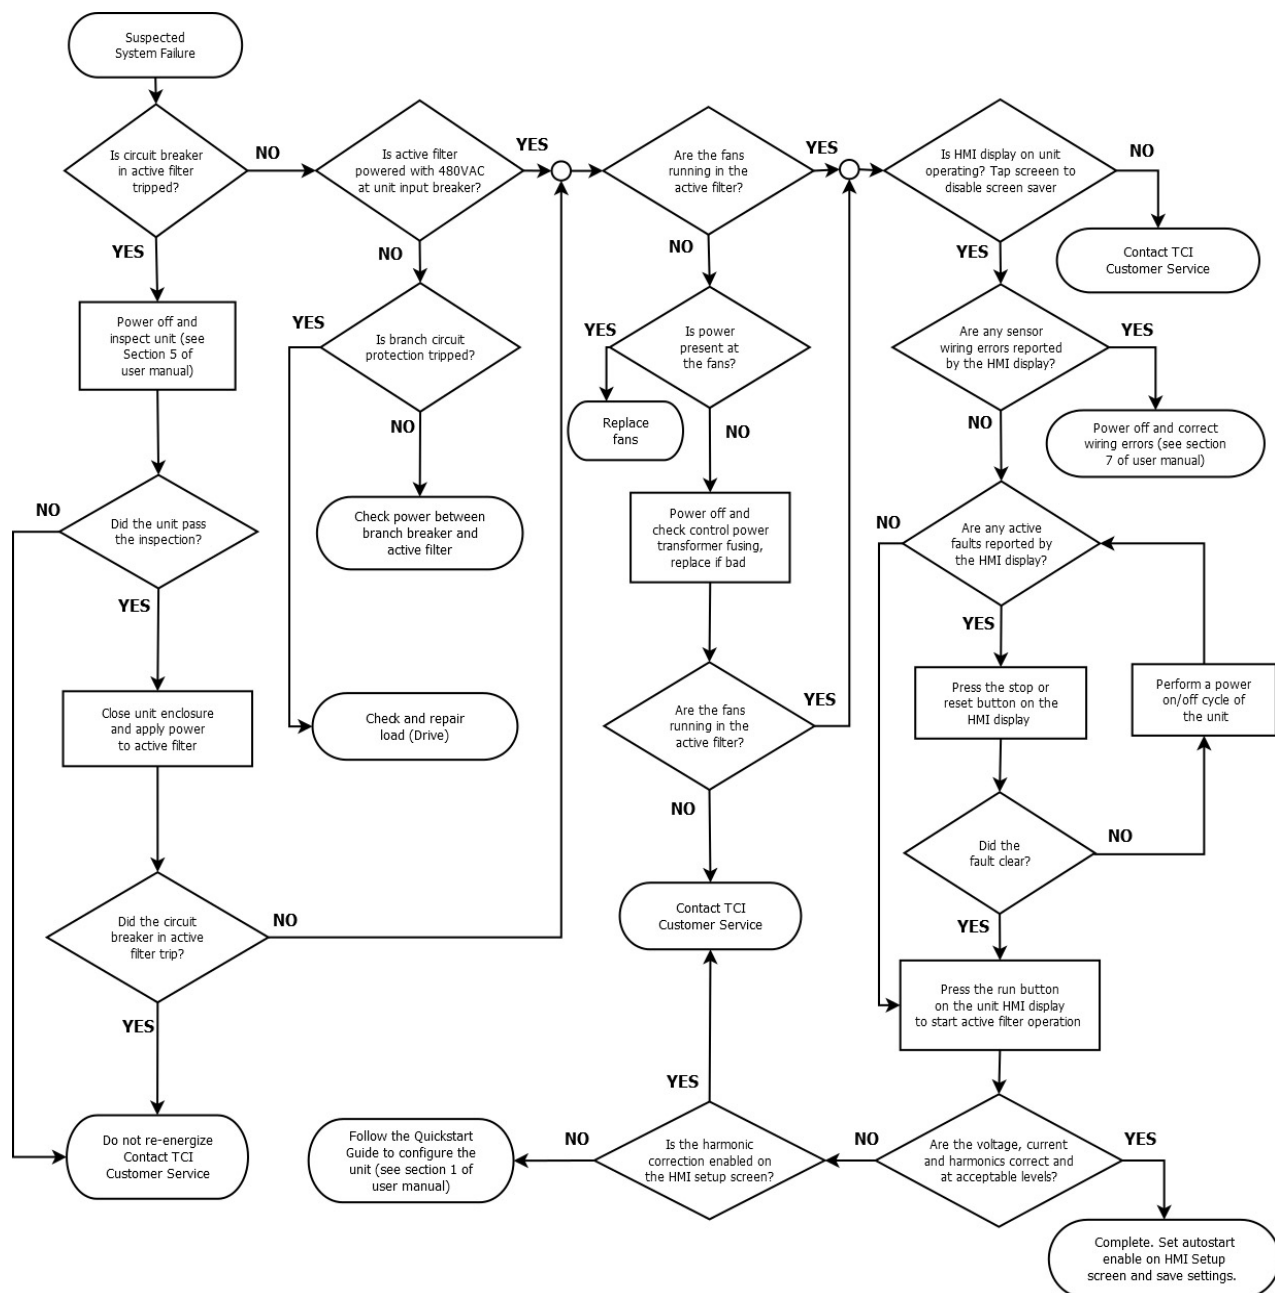 Suspected
System Failure
Is circuit breaker
in active filter
tripped?
NO
YES
Is active filter
powered with 480VAC
at unit input breaker?
YES
NO
Are the fans
running in the
active filter?
YES
NO
Is HMI display on unit
operating? Tap screeen to
disable screen saver
NO
YES
Contact TCI
Customer Service
Power off and
inspect unit (see
Section 5 of
user manual)
YES
Is branch circuit
protection tripped?
NO
YES
Is power
present at
the fans?
NO
Replace
fans
Are any sensor
wiring errors reported
by the HMI display?
YES
NO
Power off and correct
wiring errors (see section
7 of user manual)
NO
Did the unit pass
the inspection?
YES
Check power between
branch breaker and
active filter
Power off and
check control power
transformer fusing,
replace if bad
NO
Are any active
faults reported by
the HMI display?
YES
Close unit enclosure
and apply power
to active filter
Check and repair
load (Drive)
Are the fans
running in the
active filter?
YES
NO
Press the stop or
reset button on the
HMI display
Perform a power
on/off cycle of
the unit
Did the
fault clear?
NO
YES
Did the circuit
breaker in active
filter trip?
NO
YES
Contact TCI
Customer Service
Press the run button
on the unit HMI display
to start active filter operation
YES
Do not re-energize
Contact TCI
Customer Service
Follow the Quickstart
Guide to configure the
unit (see section 1 of
user manual)
NO
Is the harmonic
correction enabled on
the HMI setup screen?
NO
Are the voltage, current
and harmonics correct and
at acceptable levels?
YES
Complete. Set autostart
enable on HMI Setup
screen and save settings.